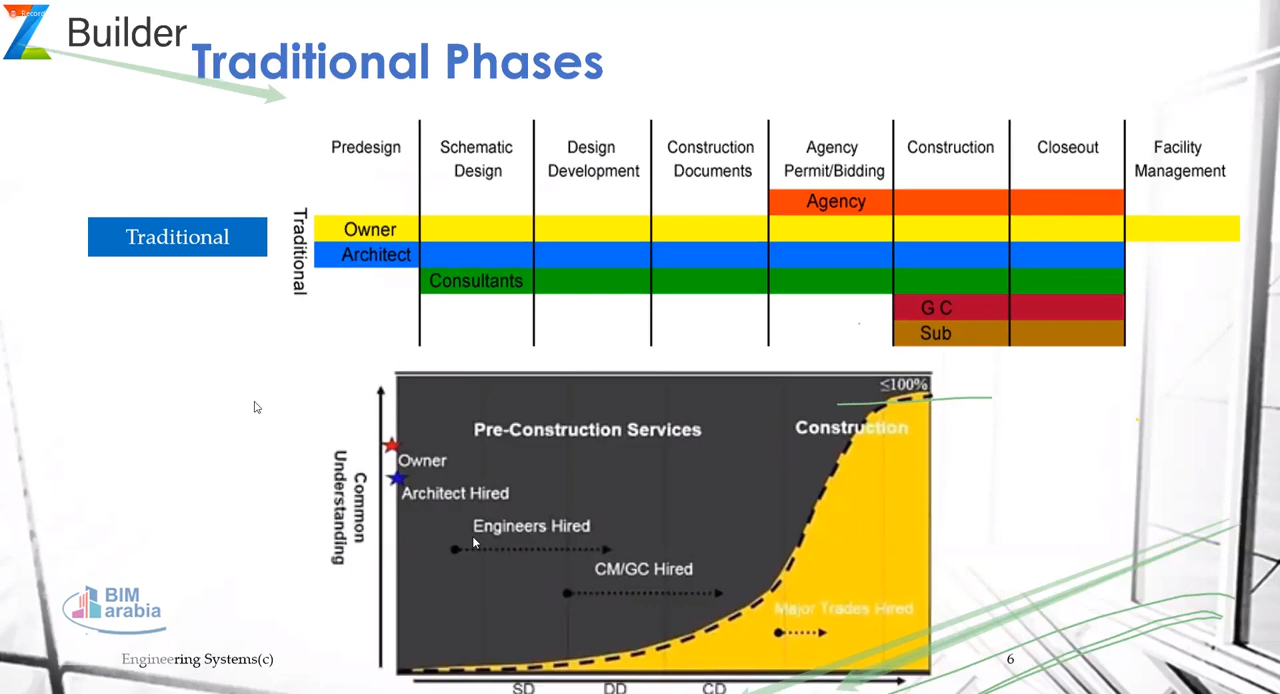 Builder
Traditional Phases
Predesign
Schematic
Design
Design
Development
Construction
Documents
Agency
Permit/Bidding
Construction
Closeout
Facility
Management
Traditional
Traditional
Agency
Owner
Architect
Consultants
G C
Sub
≤100%
Pre-Construction Services
Construction
Common
Understanding
Owner
Architect Hired
Engineers Hired
CM/GC Hired
Major Trades Hired
SD
DD
CD
BIM
arabia
Engineering Systems(c)
6